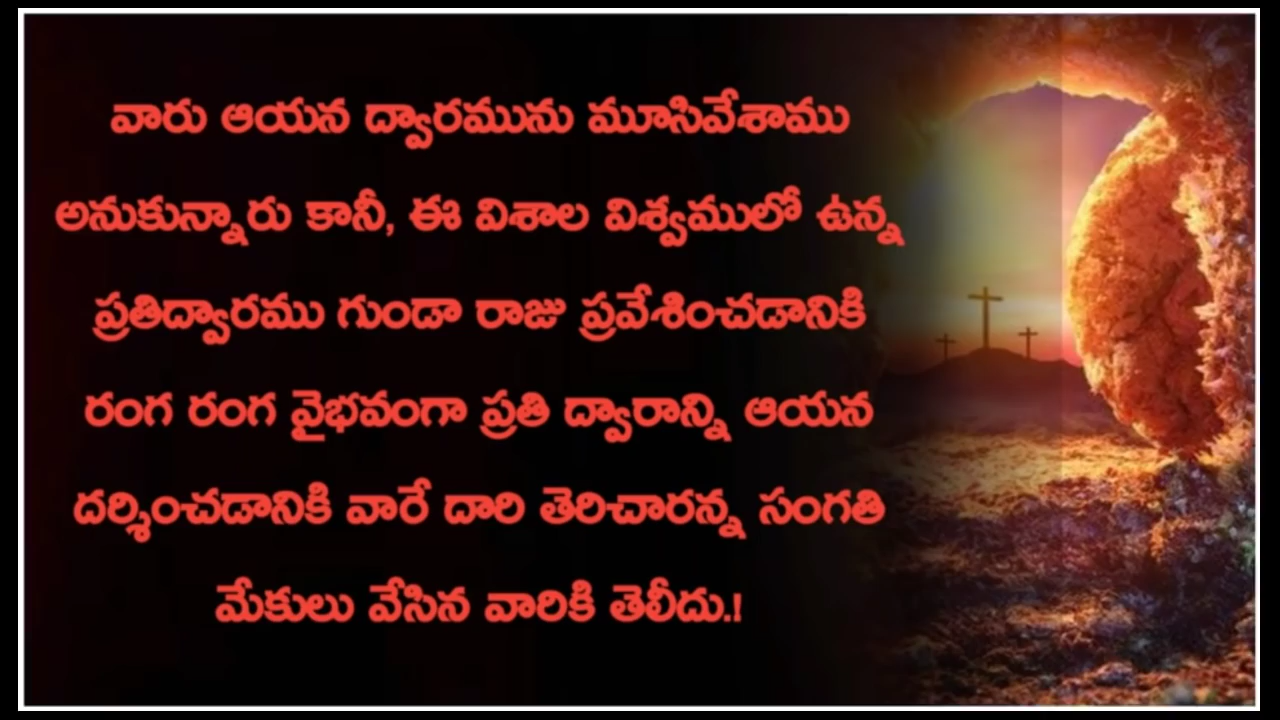 వారు ఆయన ద్వారమును మూసివేశాము
అనుకున్నారు కానీ, ఈ విశాల విశ్వములో ఉన్న
ప్రతిద్వారము గుండా రాజు ప్రవేశించడానికి
రంగ రంగ వైభవంగా ప్రతి ద్వారాన్ని ఆయన
దర్శించడానికి వారే దారి తెరిచారన్న సంగతి
మేకులు వేసిన వారికి తెలీదు.!